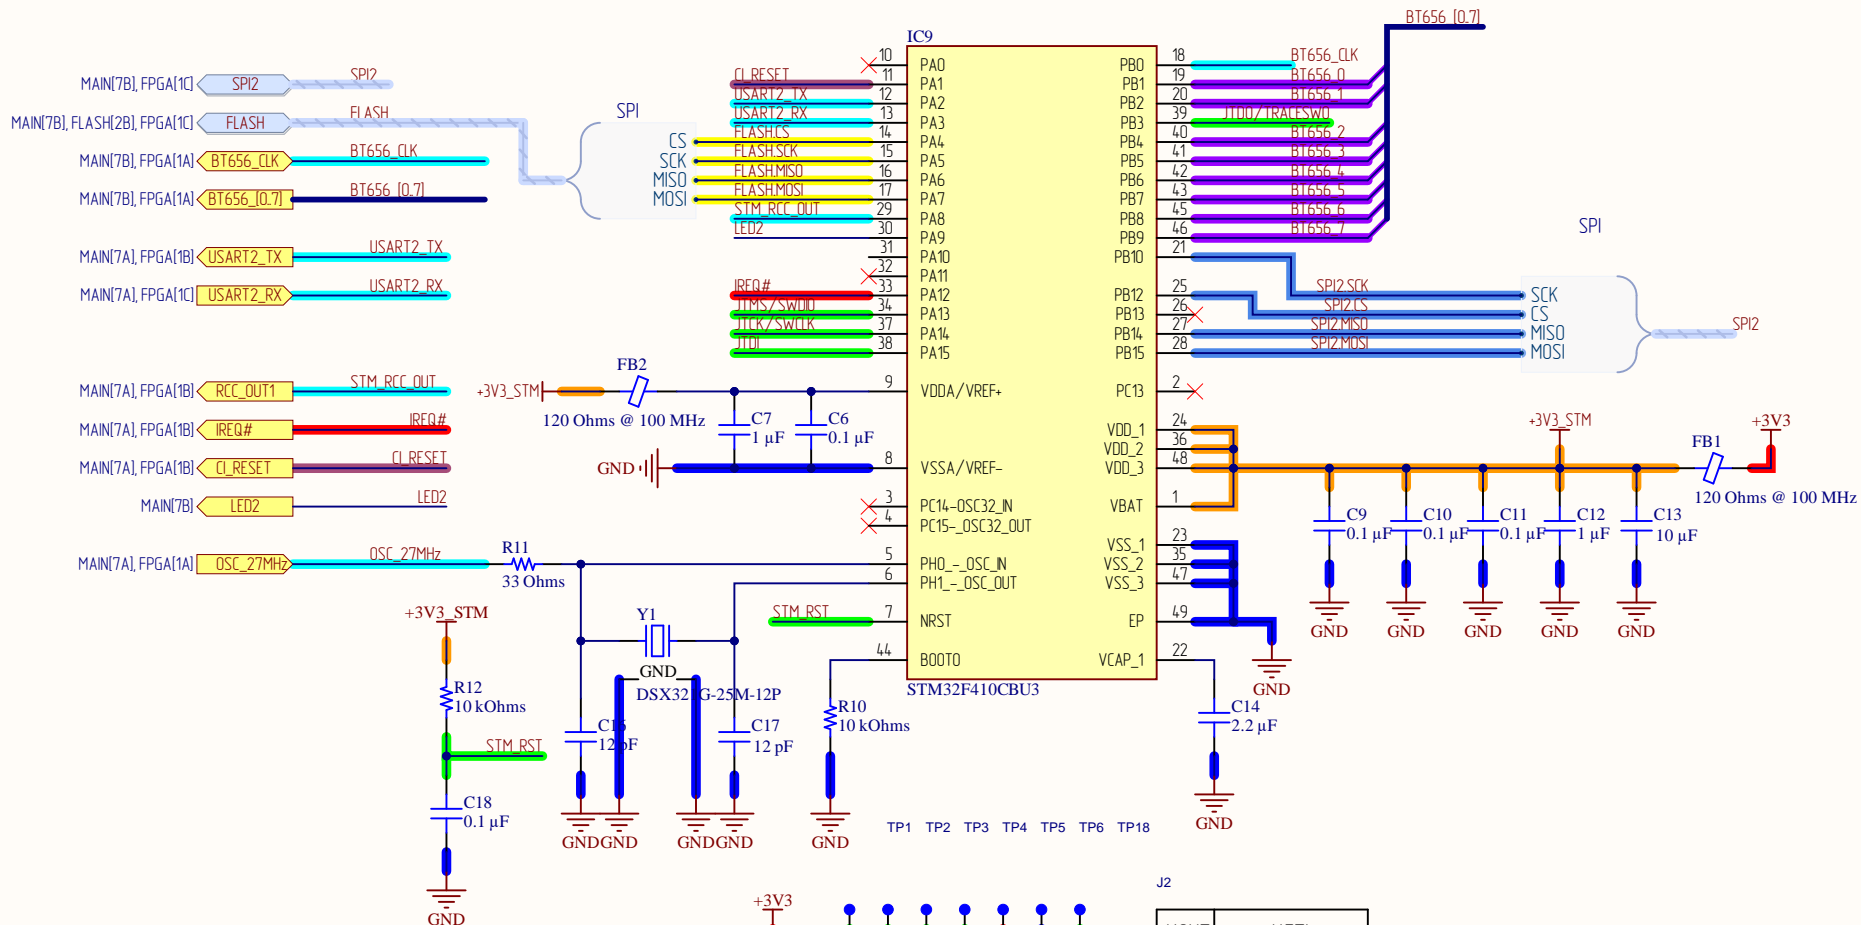 BT656_[0..7]
IC9
MAIN[7B], FPGA[1C] SPI2 SPI2
MAIN[7B], FLASH[2B], FPGA[1C] FLASH FLASH
MAIN[7B], FPGA[1A] BT656_CLK BT656_CLK
MAIN[7B], FPGA[1A] BT656_[0..7] BT656_[0..7]
MAIN[7A], FPGA[1B] USART2_TX USART2_TX
MAIN[7A], FPGA[1C] USART2_RX USART2_RX
MAIN[7A], FPGA[1B] RCC_OUT1 STM_RCC_OUT
MAIN[7A], FPGA[1B] IREQ# IREQ#
MAIN[7A], FPGA[1B] CI_RESET CI_RESET
MAIN[7B] LED2 LED2
MAIN[7A], FPGA[1A] OSC_27MHz OSC_27MHz
SPI
CS
SCK
MISO
MOSI
10 PA0
CI_RESET 11 PA1
USART2_TX 12 PA2
USART2_RX 13 PA3
FLASH.CS 14 PA4
FLASH.SCK 15 PA5
FLASH.MISO 16 PA6
FLASH.MOSI 17 PA7
STM_RCC_OUT 29 PA8
LED2 30 PA9
31 PA10
32 PA11
IREQ# 33 PA12
JTMS/SWDIO 34 PA13
JTCK/SWCLK 37 PA14
JTDI 38 PA15
9 VDDA/VREF+
8 VSSA/VREF-
3 PC14-OSC32_IN
4 PC15-_OSC32_OUT
5 PH0_-_OSC_IN
6 PH1_-_OSC_OUT
STM_RST 7 NRST
44 BOOT0
STM32F410CBU3
PB0 18 BT656_CLK
PB1 19 BT656_0
PB2 20 BT656_1
PB3 39 JTDO/TRACESWO
PB4 40 BT656_2
PB5 41 BT656_3
PB6 42 BT656_4
PB7 43 BT656_5
PB8 45 BT656_6
PB9 46 BT656_7
PB10 21
PB12 25 SPI2.SCK
PB13 26 SPI2.CS
PB14 27 SPI2.MISO
PB15 28 SPI2.MOSI
PC13 2
VDD_1 24
VDD_2 36
VDD_3 48
VBAT 1
VSS_1 23
VSS_2 35
VSS_3 47
EP 49
VCAP_1 22
SPI
SCK
CS
MISO
MOSI
SPI2
FB2
+3V3_STM
120 Ohms @ 100 MHz
C7
1 µF
C6
0.1 µF
GND
+3V3_STM
+3V3
FB1
120 Ohms @ 100 MHz
C9
0.1 µF
C10
0.1 µF
C11
0.1 µF
C12
1 µF
C13
10 µF
GND GND GND GND GND
GND
C14
2.2 µF
GND
R11
33 Ohms
Y1
GND
DSX32 G-25M-12P
12 pF
C17
12 pF
GND GND GND GND
R10
10 kOhms
GND
+3V3_STM
R12
10 kOhms
STM_RST
C18
0.1 µF
GND
TP1 TP2 TP3 TP4 TP5 TP6 TP18
+3V3
J2